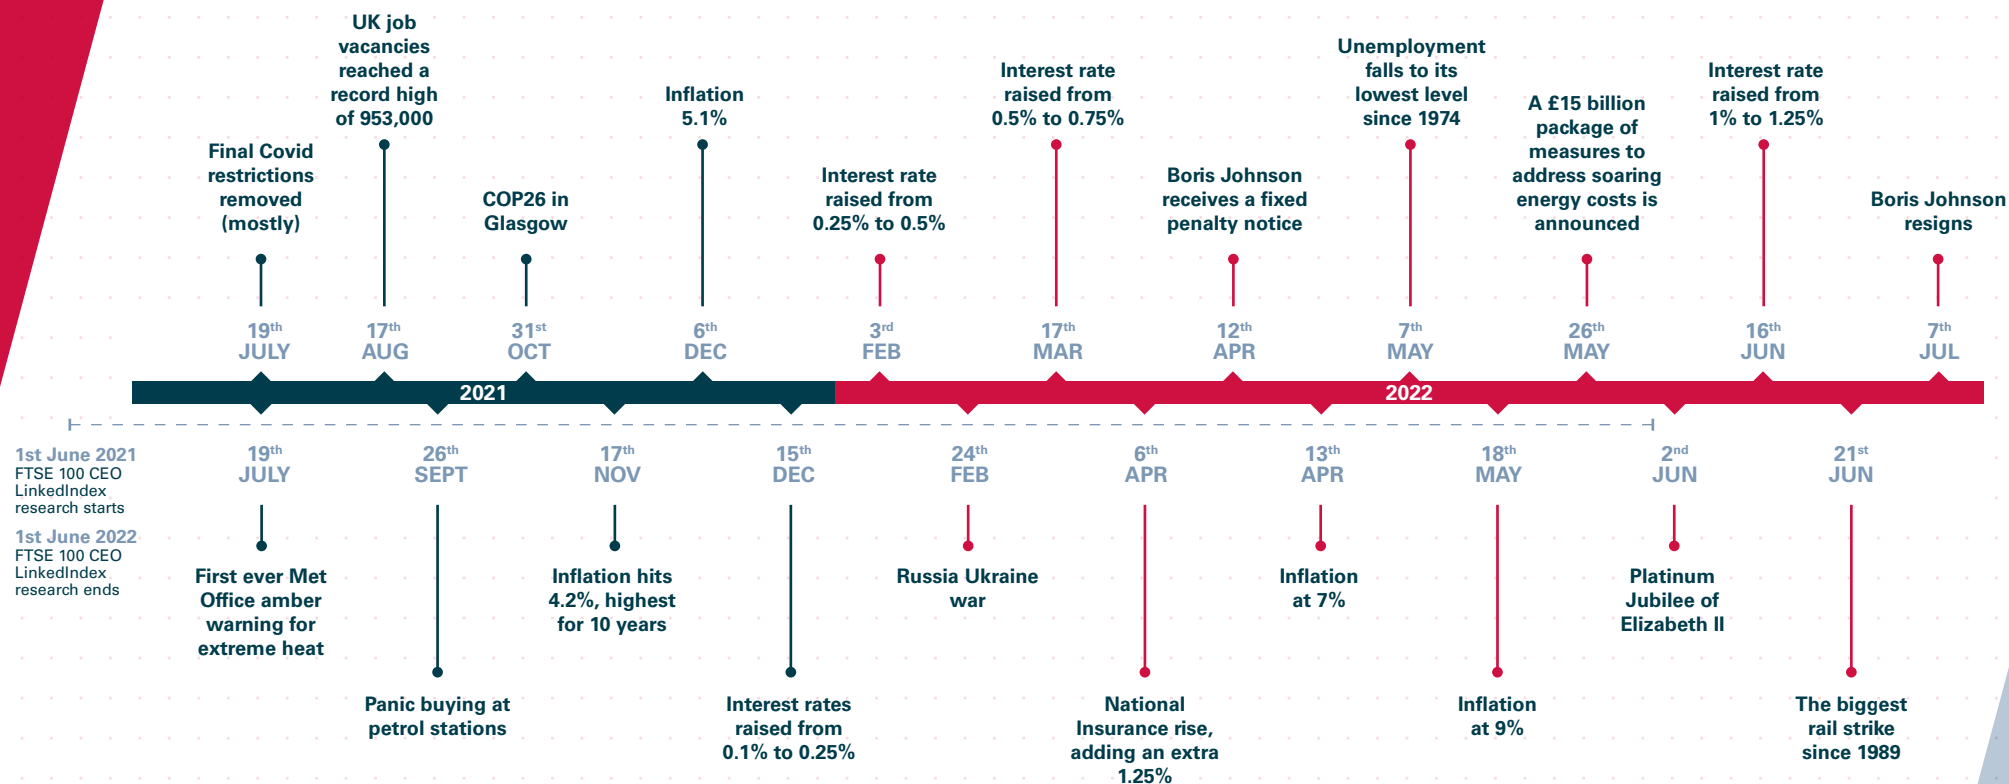 UK job
vacancies
reached a
record high
of 953,000
Unemployment
falls to its
lowest level
since 1974
Inflation
5.1%
Interest rate
raised from
0.5% to 0.75%
Interest rate
raised from
1% to 1.25%
A £15 billion
package of
measures to
address soaring
energy costs is
announced
Final Covid
restrictions
removed
(mostly)
COP26 in
Glasgow
Interest rate
raised from
0.25% to 0.5%
Boris Johnson
receives a fixed
penalty notice
Boris Johnson
resigns
19th
JULY
17th
AUG
31st
OCT
6th
DEC
3rd
FEB
17th
MAR
12th
APR
7th
MAY
26th
MAY
16th
JUN
7th
JUL
2021
2022
1st June 2021
FTSE 100 CEO
LinkedIndex
research starts
1st June 2022
FTSE 100 CEO
LinkedIndex
research ends
19th
JULY
26th
SEPT
17th
NOV
15th
DEC
24th
FEB
6th
APR
13th
APR
18th
MAY
2nd
JUN
21st
JUN
First ever Met
Office amber
warning for
extreme heat
Panic buying at
petrol stations
Inflation hits
4.2%, highest
for 10 years
Interest rates
raised from
0.1% to 0.25%
Russia Ukraine
war
National
Insurance rise,
adding an extra
1.25%
Inflation
at 7%
Inflation
at 9%
Platinum
Jubilee of
Elizabeth II
The biggest
rail strike
since 1989